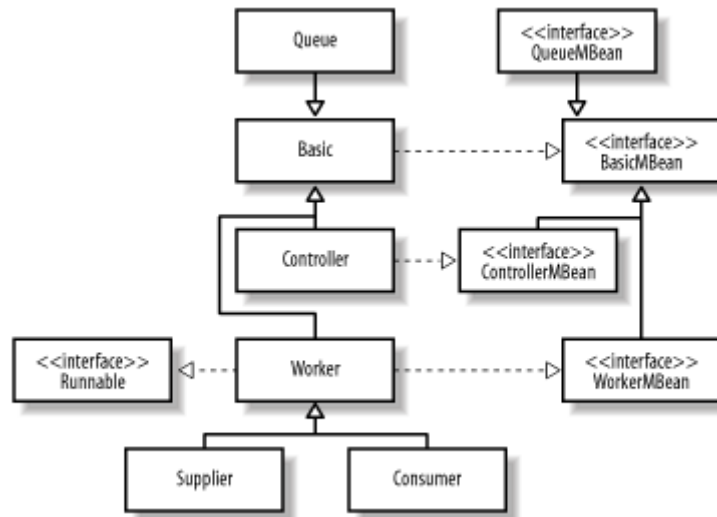 Queue
<<interface>>
QueueMBean
Basic
<<interface>>
BasicMBean
Controller
<<interface>>
ControllerMBean
<<interface>>
Runnable
Worker
<<interface>>
WorkerMBean
Supplier
Consumer